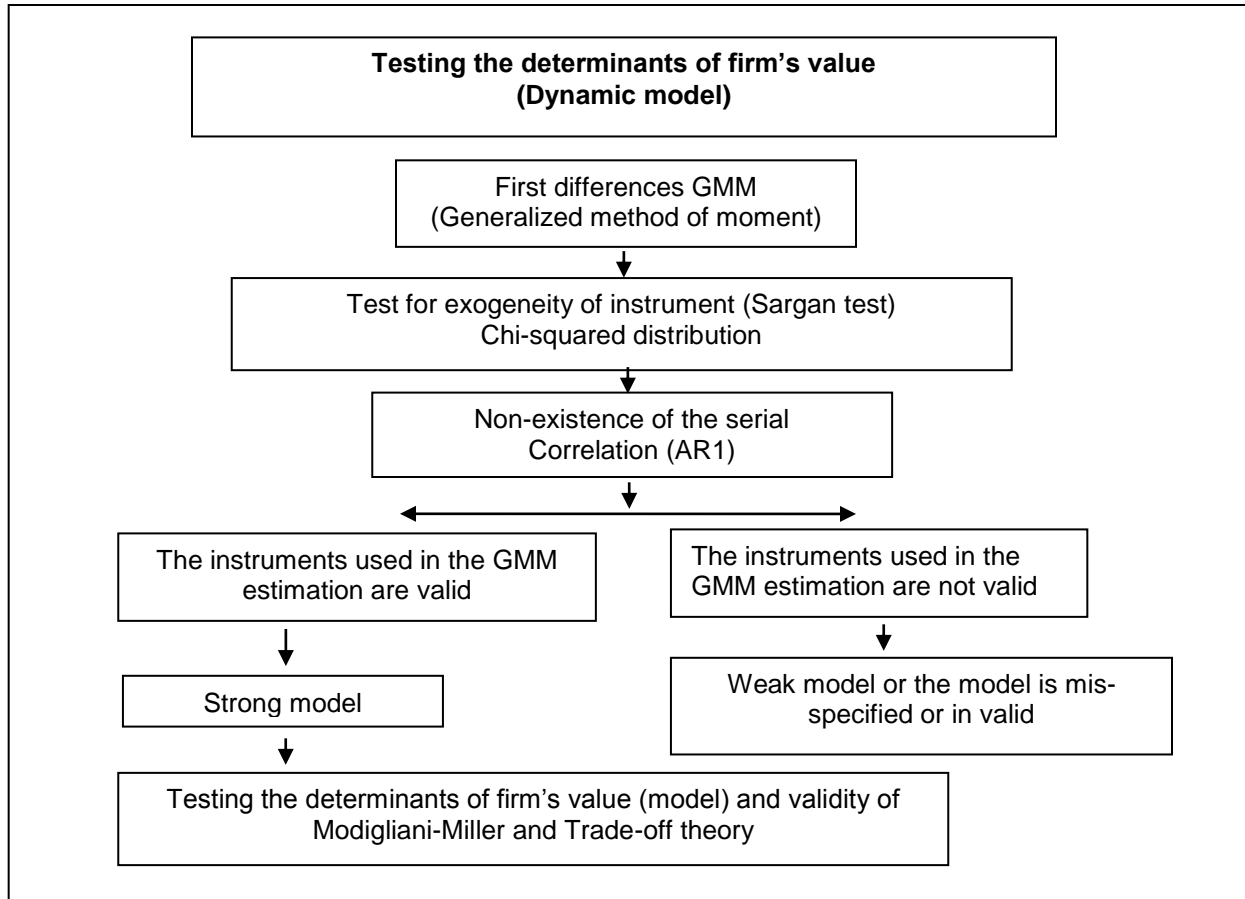 Testing the determinants of firm’s value
(Dynamic model)
First differences GMM
(Generalized method of moment)
Test for exogeneity of instrument (Sargan test)
Chi-squared distribution
Non-existence of the serial
Correlation (AR1)
The instruments used in the GMM
estimation are valid
The instruments used in the
GMM estimation are not valid
Strong model
Weak model or the model is mis-
specified or in valid
Testing the determinants of firm’s value (model) and validity of
Modigliani-Miller and Trade-off theory